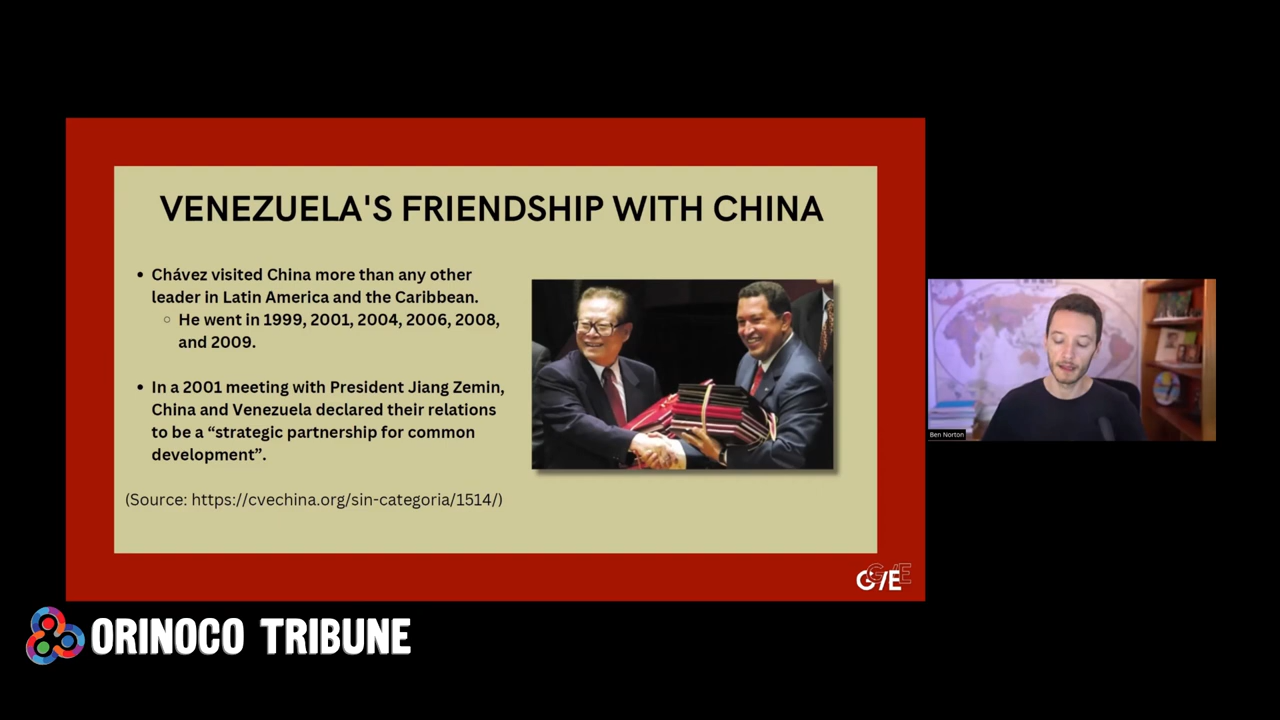 VENEZUELA'S FRIENDSHIP WITH CHINA
• Chávez visited China more than any other
leader in Latin America and the Caribbean.
○ He went in 1999, 2001, 2004, 2006, 2008,
and 2009.
• In a 2001 meeting with President Jiang Zemin,
China and Venezuela declared their relations
to be a “strategic partnership for common
development”.
(Source: https://cvechina.org/sin-categoria/1514/)
Ben Norton
ORINOCO TRIBUNE